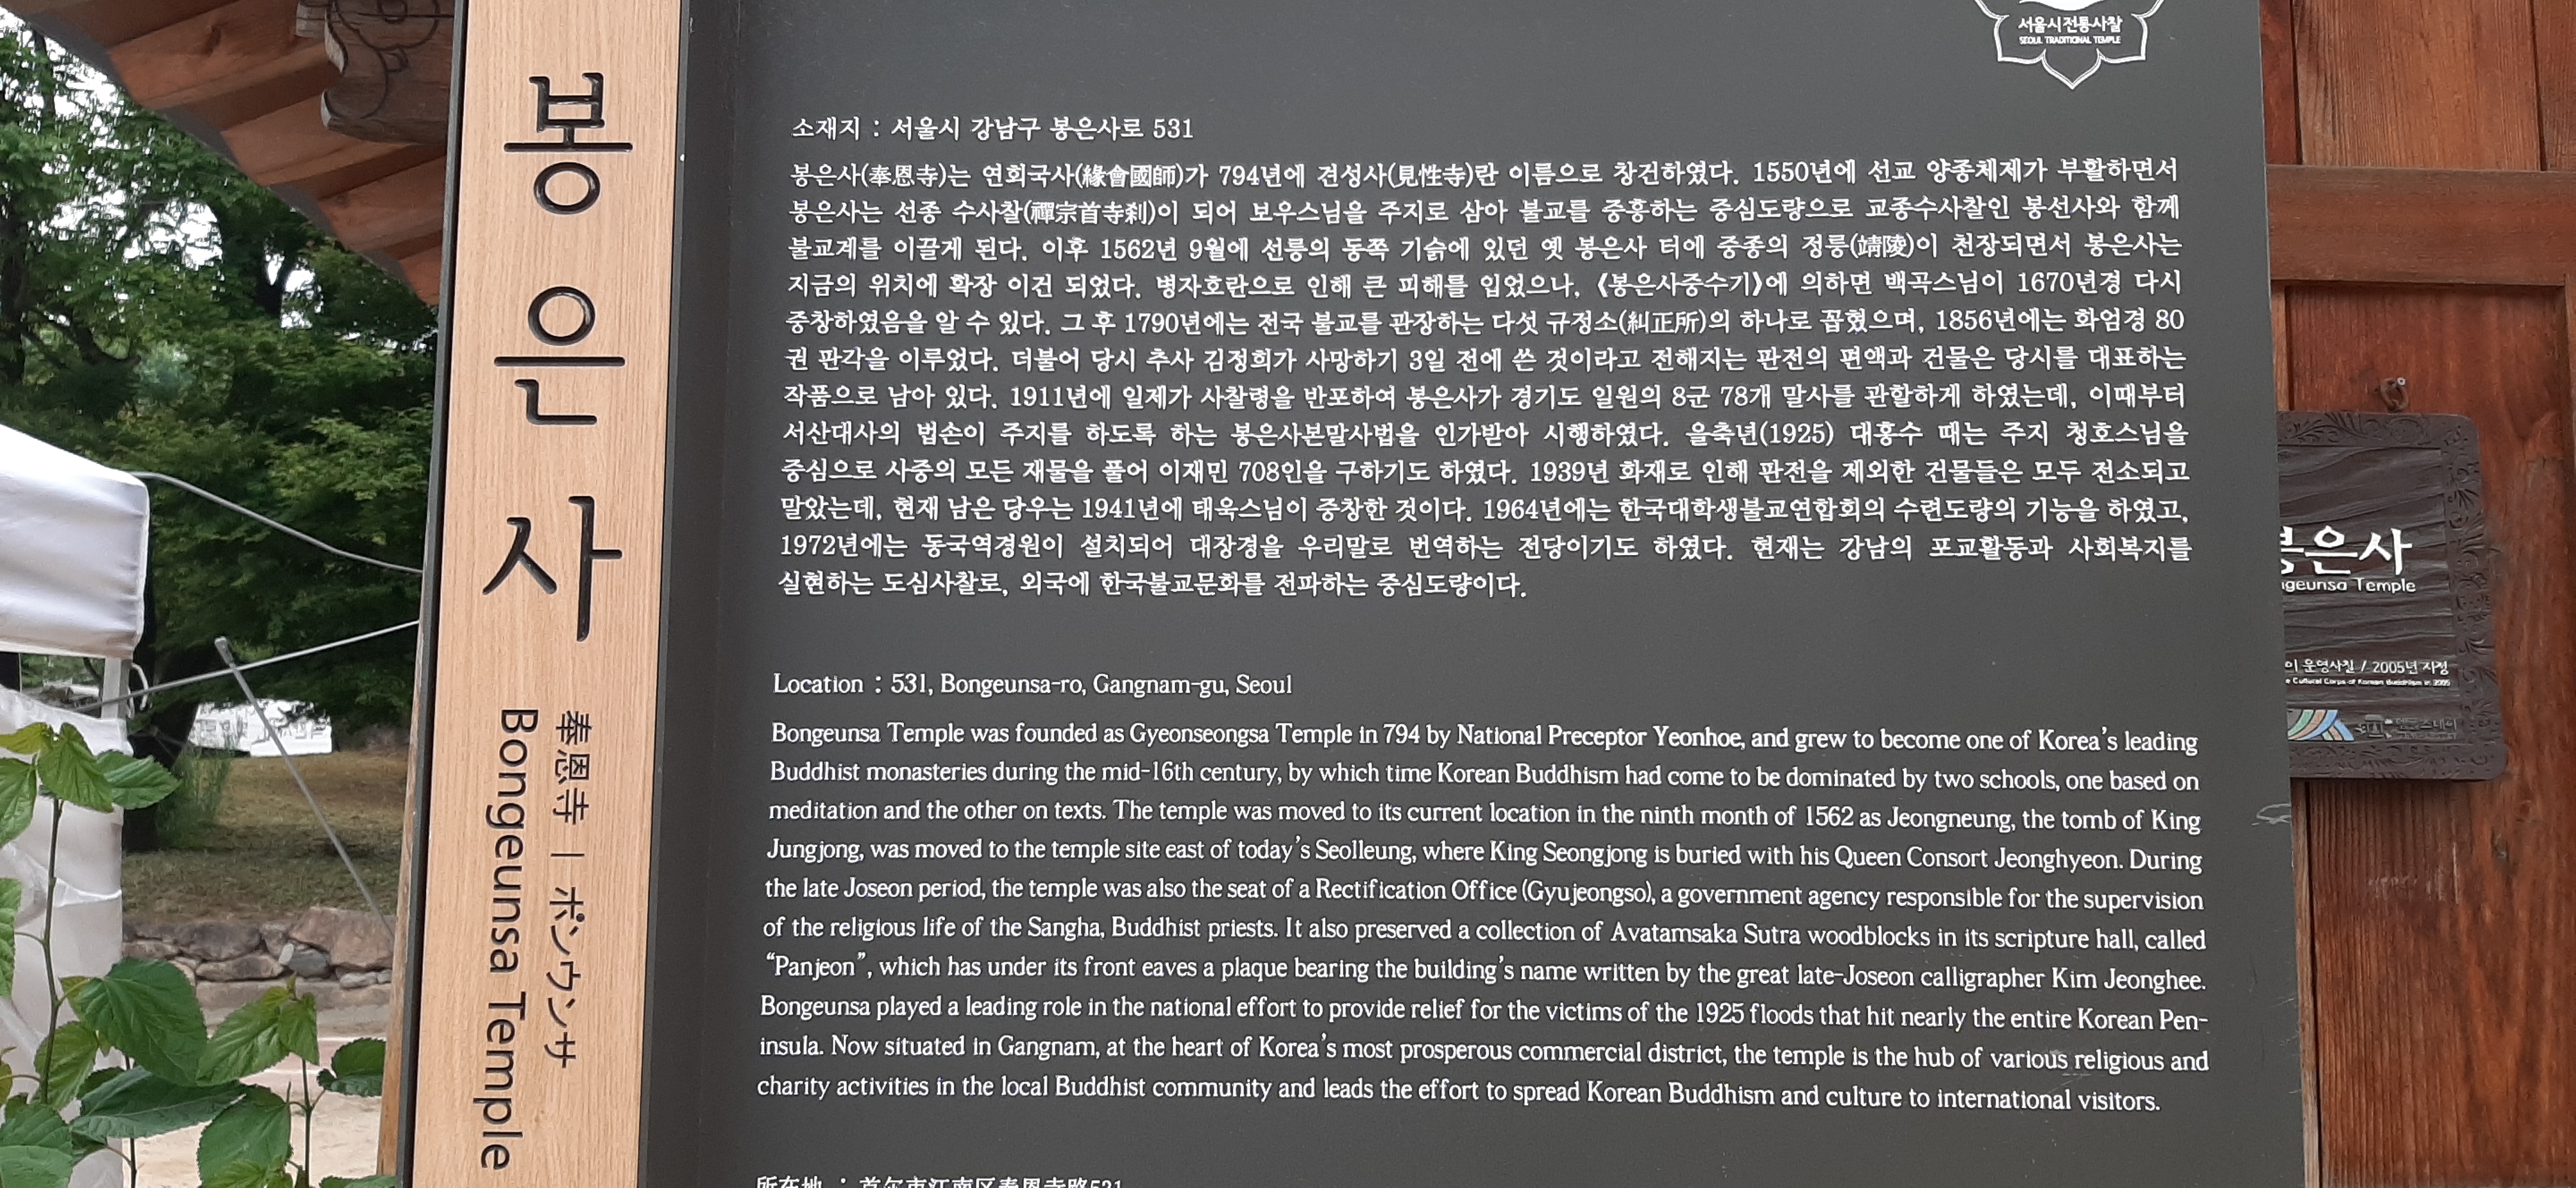 봉은사
奉恩寺 | ポンウンサ
Bongeunsa Temple
서울시전통사찰
SEOUL TRADITIONAL TEMPLE
소재지 : 서울시 강남구 봉은사로 531
봉은사(奉恩寺)는 연회국사(緣會國師)가 794년에 견성사(見性寺)란 이름으로 창건하였다. 1550년에 선교 양종체제가 부활하면서
봉은사는 선종 수사찰(禪宗首寺刹)이 되어 보우스님을 주지로 삼아 불교를 중흥하는 중심도량으로 교종수사찰인 봉선사와 함께
불교계를 이끌게 된다. 이후 1562년 9월에 선릉의 동쪽 기슭에 있던 옛 봉은사 터에 중종의 정릉(靖陵)이 천장되면서 봉은사는
지금의 위치에 확장 이건 되었다. 병자호란으로 인해 큰 피해를 입었으나, 《봉은사중수기》에 의하면 백곡스님이 1670년경 다시
중창하였음을 알 수 있다. 그 후 1790년에는 전국 불교를 관장하는 다섯 규정소(糾正所)의 하나로 꼽혔으며, 1856년에는 화엄경 80
권 판각을 이루었다. 더불어 당시 추사 김정희가 사망하기 3일 전에 쓴 것이라고 전해지는 판전의 편액과 건물은 당시를 대표하는
작품으로 남아 있다. 1911년에 일제가 사찰령을 반포하여 봉은사가 경기도 일원의 8군 78개 말사를 관할하게 하였는데, 이때부터
서산대사의 법손이 주지를 하도록 하는 봉은사본말사법을 인가받아 시행하였다. 을축년(1925) 대홍수 때는 주지 청호스님을
중심으로 사중의 모든 재물을 풀어 이재민 708인을 구하기도 하였다. 1939년 화재로 인해 판전을 제외한 건물들은 모두 전소되고
말았는데, 현재 남은 당우는 1941년에 태욱스님이 중창한 것이다. 1964년에는 한국대학생불교연합회의 수련도량의 기능을 하였고,
1972년에는 동국역경원이 설치되어 대장경을 우리말로 번역하는 전당이기도 하였다. 현재는 강남의 포교활동과 사회복지를
실현하는 도심사찰로, 외국에 한국불교문화를 전파하는 중심도량이다.
Location : 531, Bongeunsa-ro, Gangnam-gu, Seoul
Bongeunsa Temple was founded as Gyeonseongsa Temple in 794 by National Preceptor Yeonhoe, and grew to become one of Korea's leading
Buddhist monasteries during the mid-16th century, by which time Korean Buddhism had come to be dominated by two schools, one based on
meditation and the other on texts. The temple was moved to its current location in the ninth month of 1562 as Jeongneung, the tomb of King
Jungjong, was moved to the temple site east of today's Seolleung, where King Seongjong is buried with his Queen Consort Jeonghyeon. During
the late Joseon period, the temple was also the seat of a Rectification Office (Gyujeongso), a government agency responsible for the supervision
of the religious life of the Sangha, Buddhist priests. It also preserved a collection of Avatamsaka Sutra woodblocks in its scripture hall, called
“Panjeon”, which has under its front eaves a plaque bearing the building's name written by the great late-Joseon calligrapher Kim Jeonghee.
Bongeunsa played a leading role in the national effort to provide relief for the victims of the 1925 floods that hit nearly the entire Korean Pen-
insula. Now situated in Gangnam, at the heart of Korea's most prosperous commercial district, the temple is the hub of various religious and
charity activities in the local Buddhist community and leads the effort to spread Korean Buddhism and culture to international visitors.
所在地 : 首尔市江南区奉恩寺路531
은사
geunsa Temple
이 운영사찰 / 2005년 지정
e Cultural Corps of Korean Buddhism in 2005
템플스테이